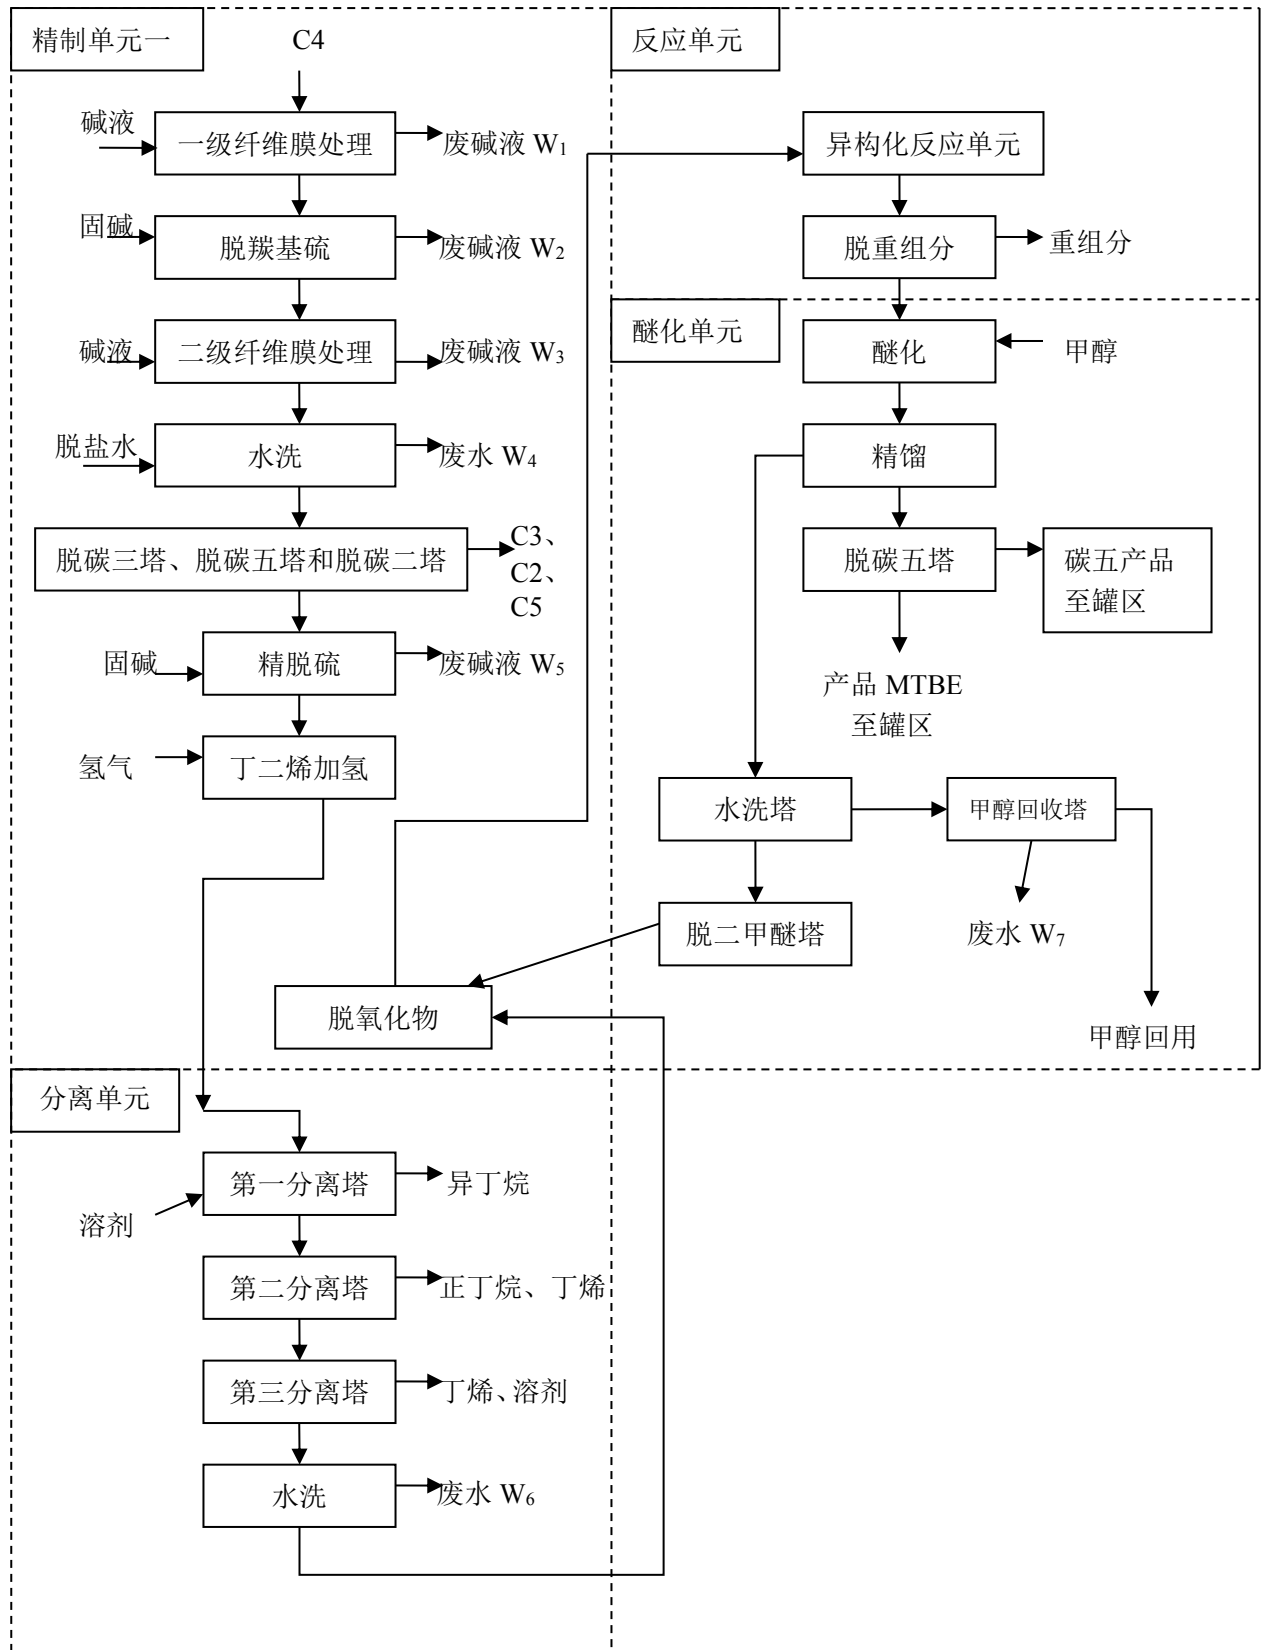 精制单元一
C4
碱液
一级纤维膜处理
废碱液 W1
固碱
脱羰基硫
废碱液 W2
碱液
二级纤维膜处理
废碱液 W3
脱盐水
水洗
废水 W4
脱碳三塔、脱碳五塔和脱碳二塔
C3、
C2、
C5
固碱
精脱硫
废碱液 W5
氢气
丁二烯加氢
脱氧化物
反应单元
异构化反应单元
脱重组分
重组分
醚化单元
醚化
甲醇
精馏
脱碳五塔
碳五产品
至罐区
产品 MTBE
至罐区
水洗塔
甲醇回收塔
脱二甲醚塔
废水 W7
甲醇回用
分离单元
第一分离塔
异丁烷
溶剂
第二分离塔
正丁烷、丁烯
第三分离塔
丁烯、溶剂
水洗
废水 W6